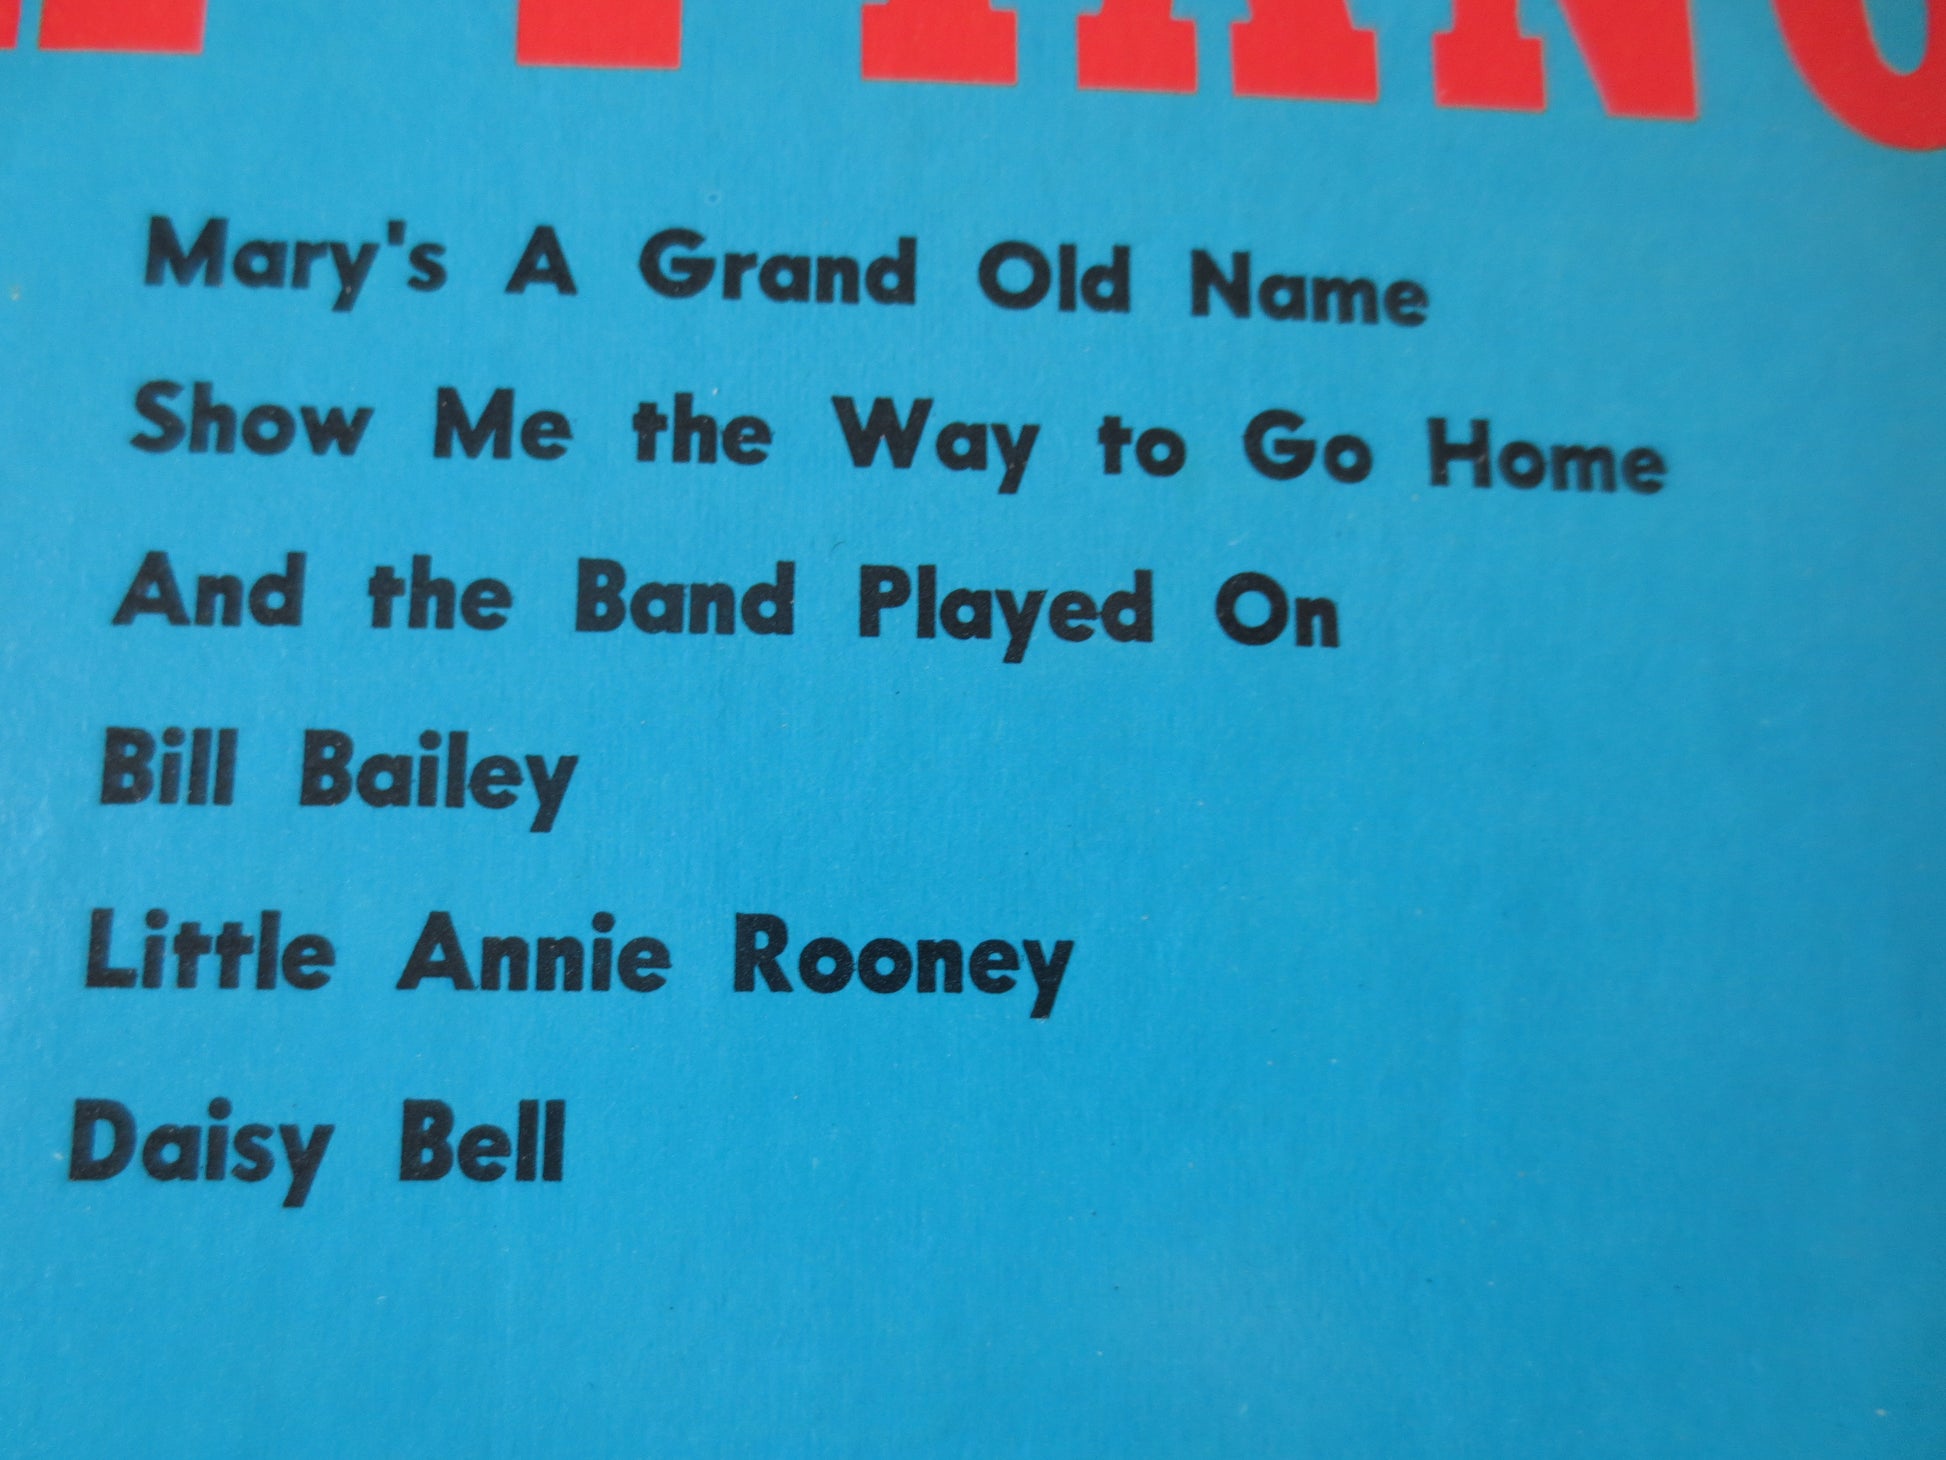 PIANO
Mary's A Grand Old Name
Show Me the Way to Go Home
And the Band Played On
Bill Bailey
Little Annie Rooney
Daisy Bell